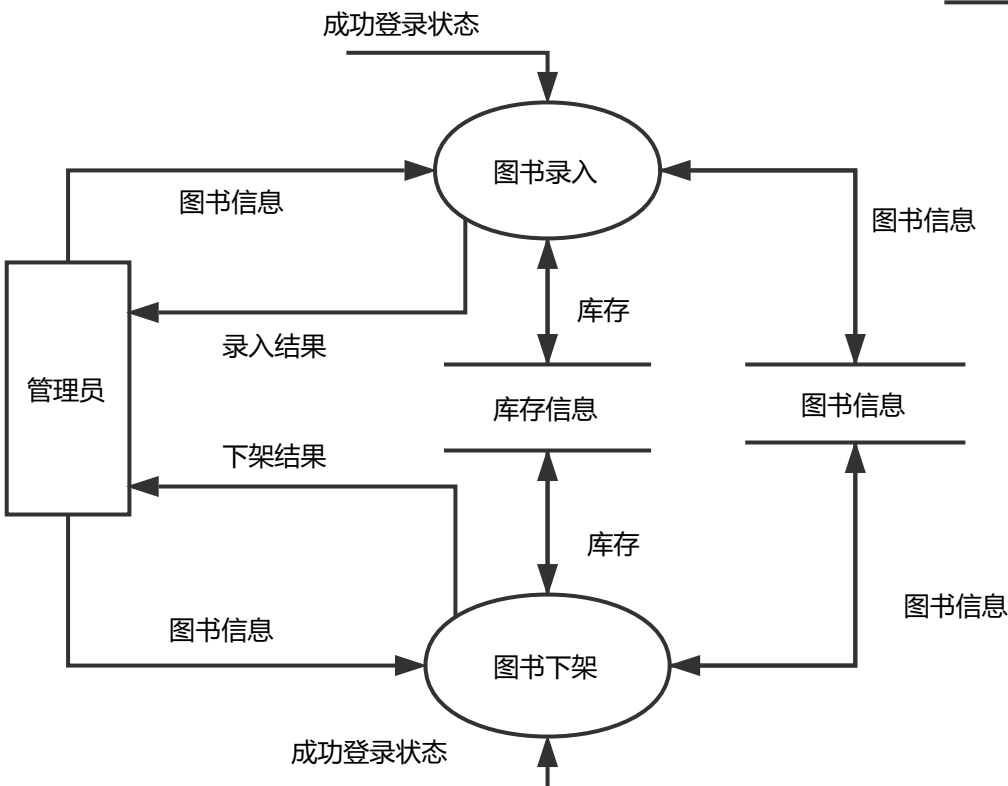 成功登录状态
图书录入
图书信息
图书信息
库存
录入结果
管理员
库存信息
图书信息
下架结果
库存
图书信息
图书信息
图书下架
成功登录状态